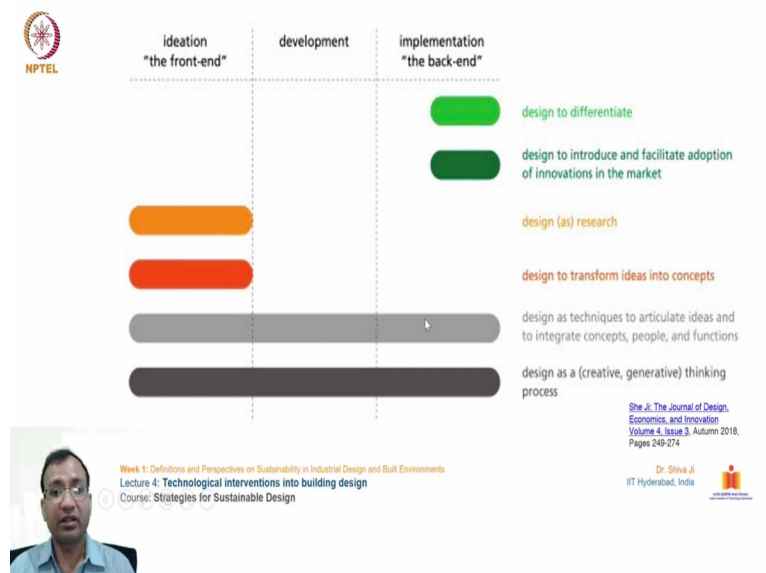 NPTEL
ideation
"the front-end"
development
implementation
"the back-end"
design to differentiate
design to introduce and facilitate adoption
of innovations in the market
design (as) research
design to transform ideas into concepts
design as techniques to articulate ideas and
to integrate concepts, people, and functions
design as a (creative, generative) thinking
process
She Ji: The Journal of Design,
Economics, and Innovation
Volume 4, Issue 3, Autumn 2018,
Pages 249-274
Week 1: Definitions and Perspectives on Sustainability in Industrial Design and Built Environments
Lecture 4: Technological interventions into building design
Course: Strategies for Sustainable Design
Dr. Shiva Ji
IIT Hyderabad, India